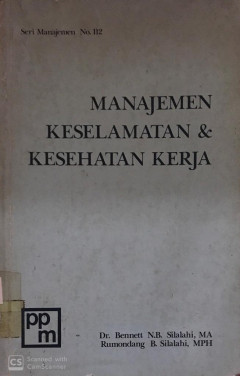 Seri Manajemen No. 112
MANAJEMEN
KESELAMATAN &
KESEHATAN KERJA
pp
m
Dr. Bennett N.B. Silalahi, MA
Rumondang B. Silalahi, MPH
CS Scanned with
CamScanner